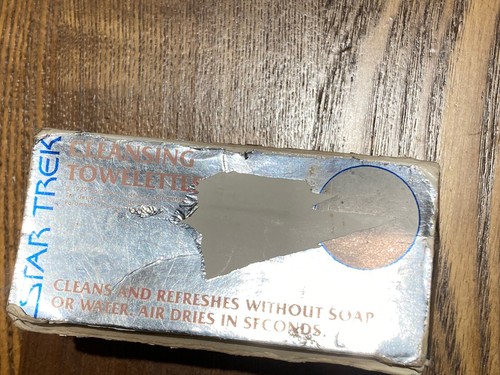 STAR TREK
CLEANSING
TOWELETTES
CLEANS AND REFRESHES WITHOUT SOAP
OR WATER. AIR DRIES IN SECONDS.